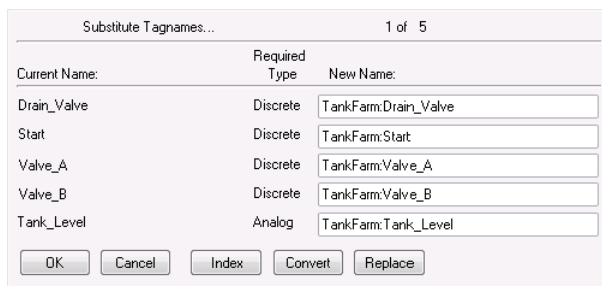 Substitute Tagnames... 1 of 5
Required
Current Name: Type New Name:
Drain_Valve Discrete TankFarm:Drain_Valve
Start Discrete TankFarm:Start
Valve_A Discrete TankFarm:Valve_A
Valve_B Discrete TankFarm:Valve_B
Tank_Level Analog TankFarm:Tank_Level
OK Cancel Index Convert Replace